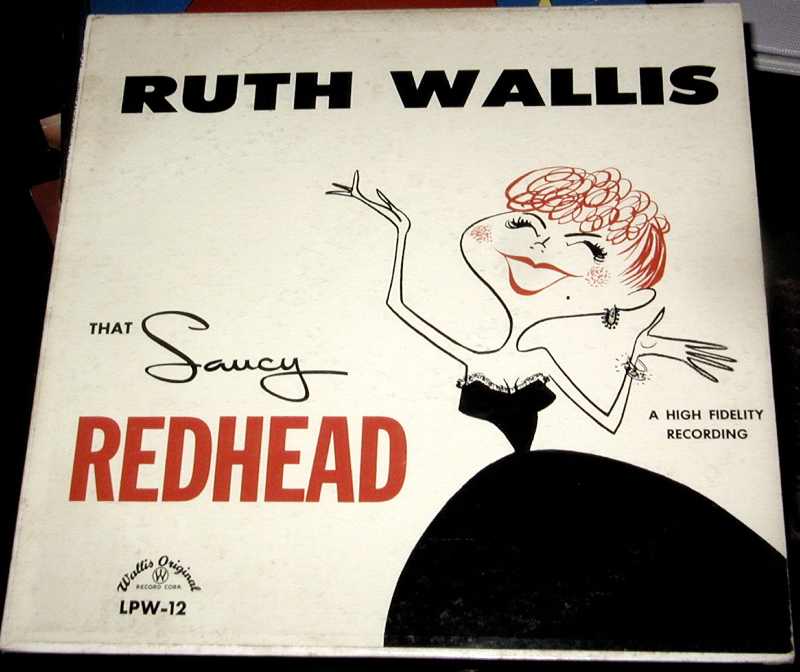 RUTH WALLIS
THAT
Saucy
REDHEAD
A HIGH FIDELITY
RECORDING
Wallis Original
W
RECORD CORP.
LPW-12